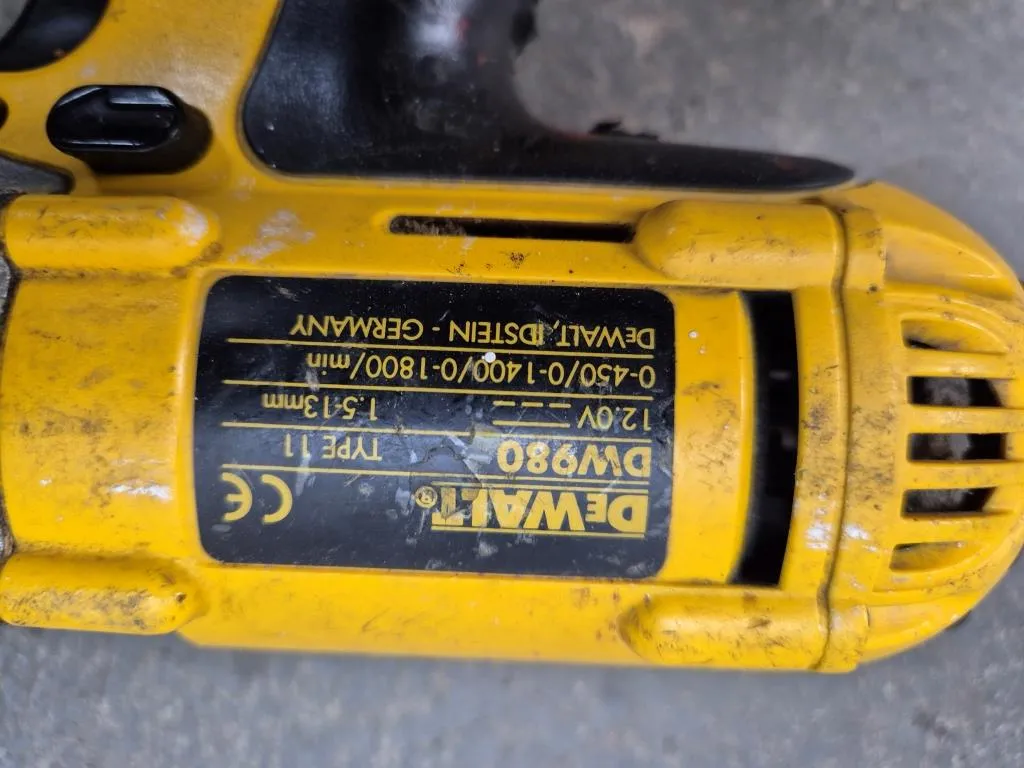 DEWALT®
DW980 TYPE 11
12.0V 1.5-13mm
0-450/0-1400/0-1800/min
DEWALT, IDSTEIN - GERMANY
CE